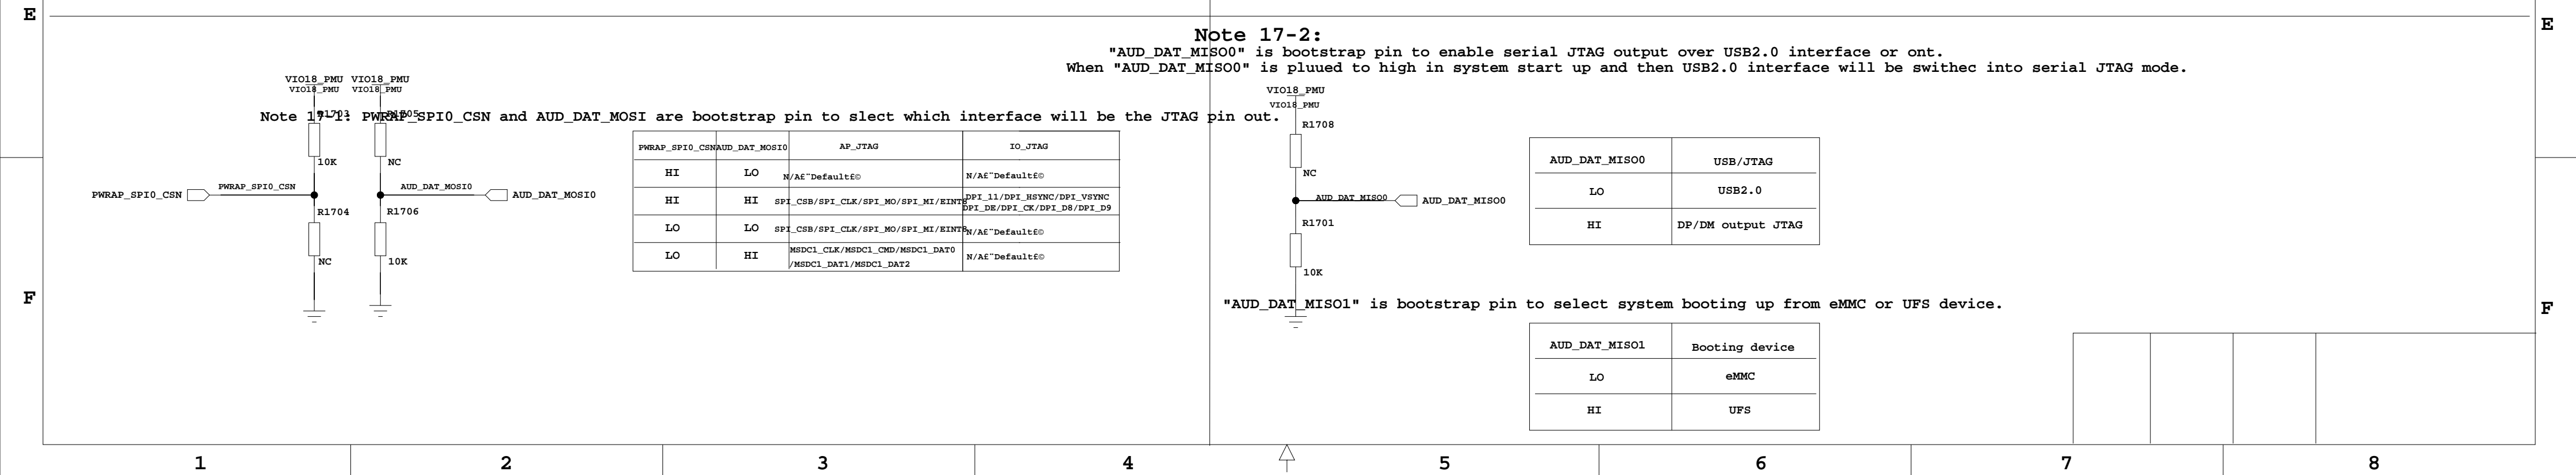 E
E
Note 17-2:
"AUD_DAT_MISO0" is bootstrap pin to enable serial JTAG output over USB2.0 interface or ont.
When "AUD_DAT_MISO0" is pluued to high in system start up and then USB2.0 interface will be swithec into serial JTAG mode.
VIO18_PMU VIO18_PMU
VIO18_PMU VIO18_PMU
R1703
R1705
Note 17-1: PWRAP_SPI0_CSN and AUD_DAT_MOSI are bootstrap pin to slect which interface will be the JTAG pin out.
10K
NC
PWRAP_SPI0_CSN
PWRAP_SPI0_CSN
AUD_DAT_MOSI0
AUD_DAT_MOSI0
R1704
R1706
NC
10K
PWRAP_SPI0_CSN AUD_DAT_MOSI0 AP_JTAG IO_JTAG
HI LO N/A£¨Default£© N/A£¨Default£©
HI HI SPI_CSB/SPI_CLK/SPI_MO/SPI_MI/EINT8 DPI_11/DPI_HSYNC/DPI_VSYNC
DPI_DE/DPI_CK/DPI_D8/DPI_D9
LO LO SPI_CSB/SPI_CLK/SPI_MO/SPI_MI/EINT8 N/A£¨Default£©
LO HI MSDC1_CLK/MSDC1_CMD/MSDC1_DAT0 N/A£¨Default£©
/MSDC1_DAT1/MSDC1_DAT2
VIO18_PMU
VIO18_PMU
R1708
NC
AUD_DAT_MISO0
AUD_DAT_MISO0
R1701
10K
AUD_DAT_MISO0 USB/JTAG
LO USB2.0
HI DP/DM output JTAG
"AUD_DAT_MISO1" is bootstrap pin to select system booting up from eMMC or UFS device.
AUD_DAT_MISO1 Booting device
LO eMMC
HI UFS
F
F
1 2 3 4 5 6 7 8